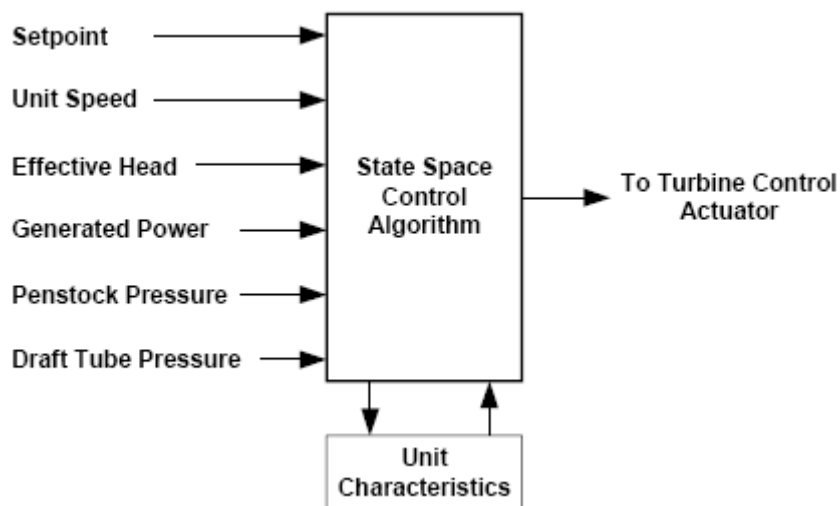 Setpoint
Unit Speed
Effective Head
Generated Power
Penstock Pressure
Draft Tube Pressure
State Space
Control
Algorithm
To Turbine Control
Actuator
Unit
Characteristics